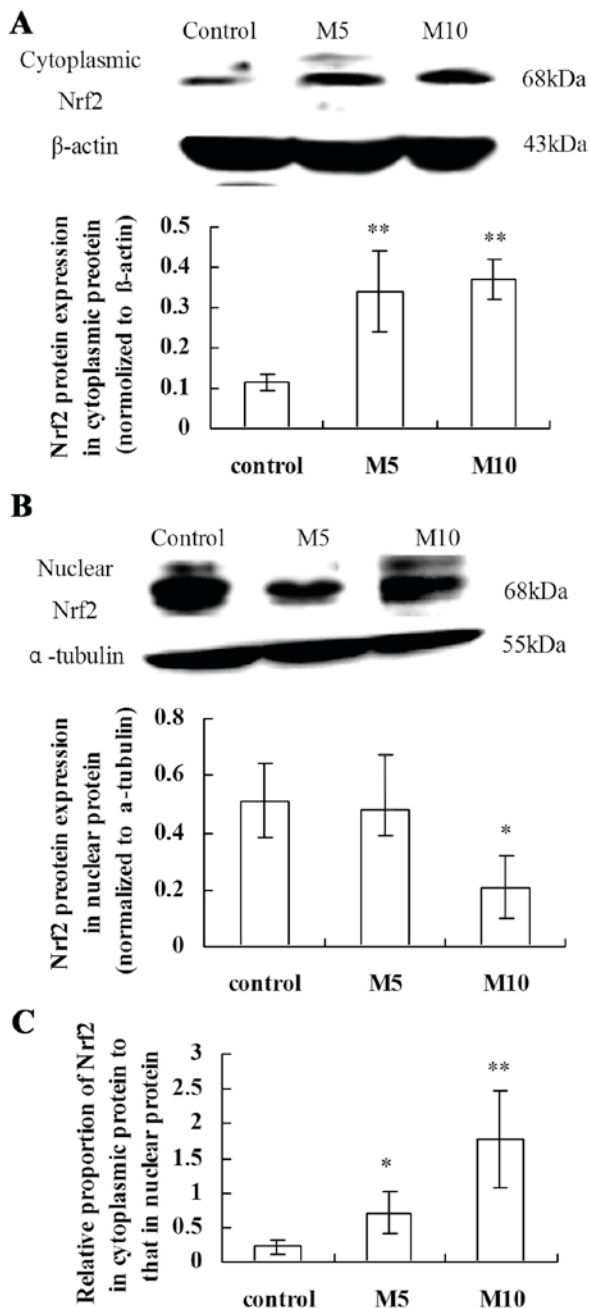 A
Control M5 M10
Cytoplasmic
Nrf2
68kDa
β-actin
43kDa
Nrf2 protein expression
in cytoplasmic preotein
(normolized to ß-actin)
0.5
0.4
0.3
0.2
0.1
0
**
**
control M5 M10
B
Control M5 M10
Nuclear
Nrf2
68kDa
α-tubulin
55kDa
Nrf2 preotein expression
in nuclear protein
(normalized to a-tubulin)
0.8
0.6
0.4
0.2
0
*
control M5 M10
C
Relative proportion of Nrf2
in cytoplasmic protein to
that in nuclear protein
3
2.5
2
1.5
1
0.5
0
*
**
control M5 M10